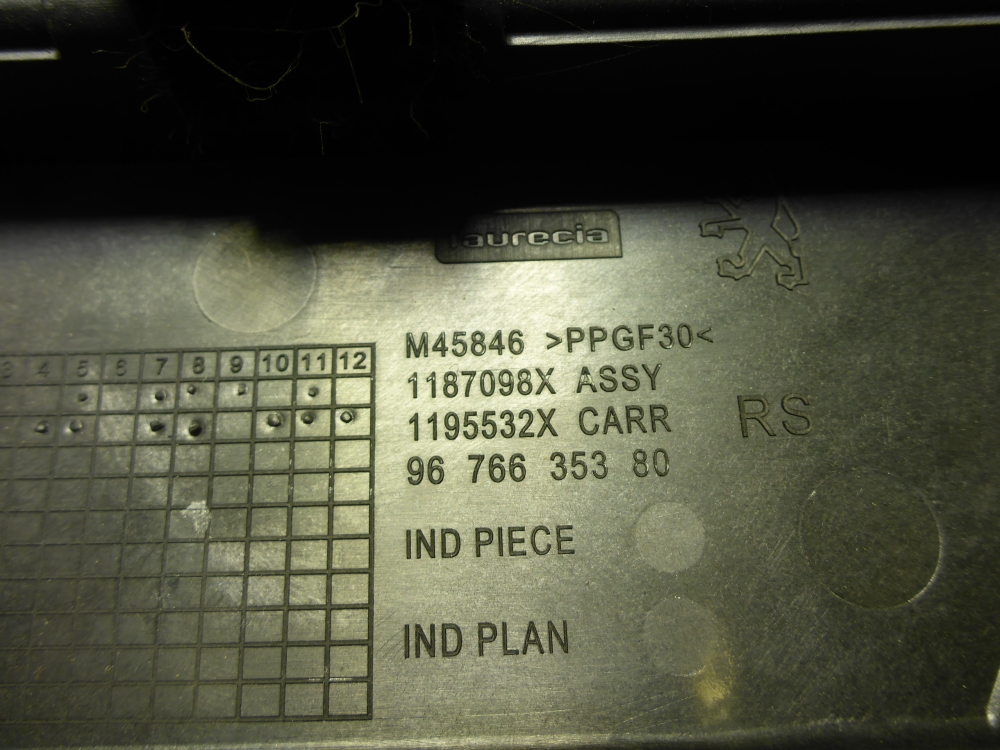 faurecia
M45846 >PPGF30<
1187098X ASSY
1195532X CARR
RS
96 766 353 80
3 4 5 6 7 8 9 10 11 12
IND PIECE
IND PLAN